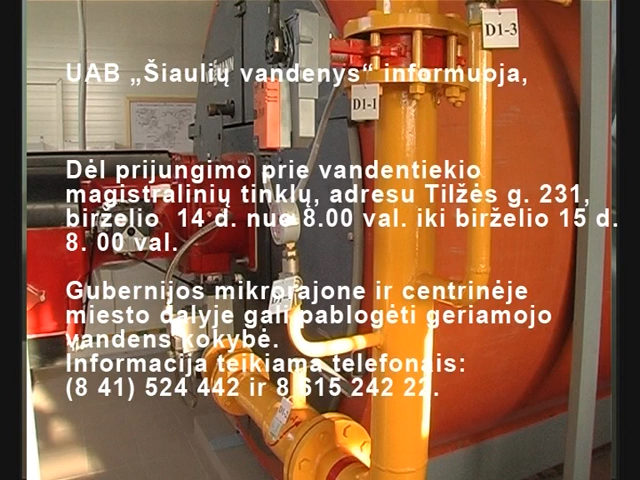 D1-3
UAB „Šiaulių vandenys“ informuoja,
D1-1
Dėl prijungimo prie vandentiekio
magistralinių tinklų, adresu Tilžės g. 231,
birželio 14 d. nuo 8.00 val. iki birželio 15 d.
8. 00 val.
Gubernijos mikrorajone ir centrinėje
miesto dalyje gali pablogėti geriamojo
vandens kokybė.
Informacija teikiama telefonais:
(8 41) 524 442 ir 8 615 242 22.